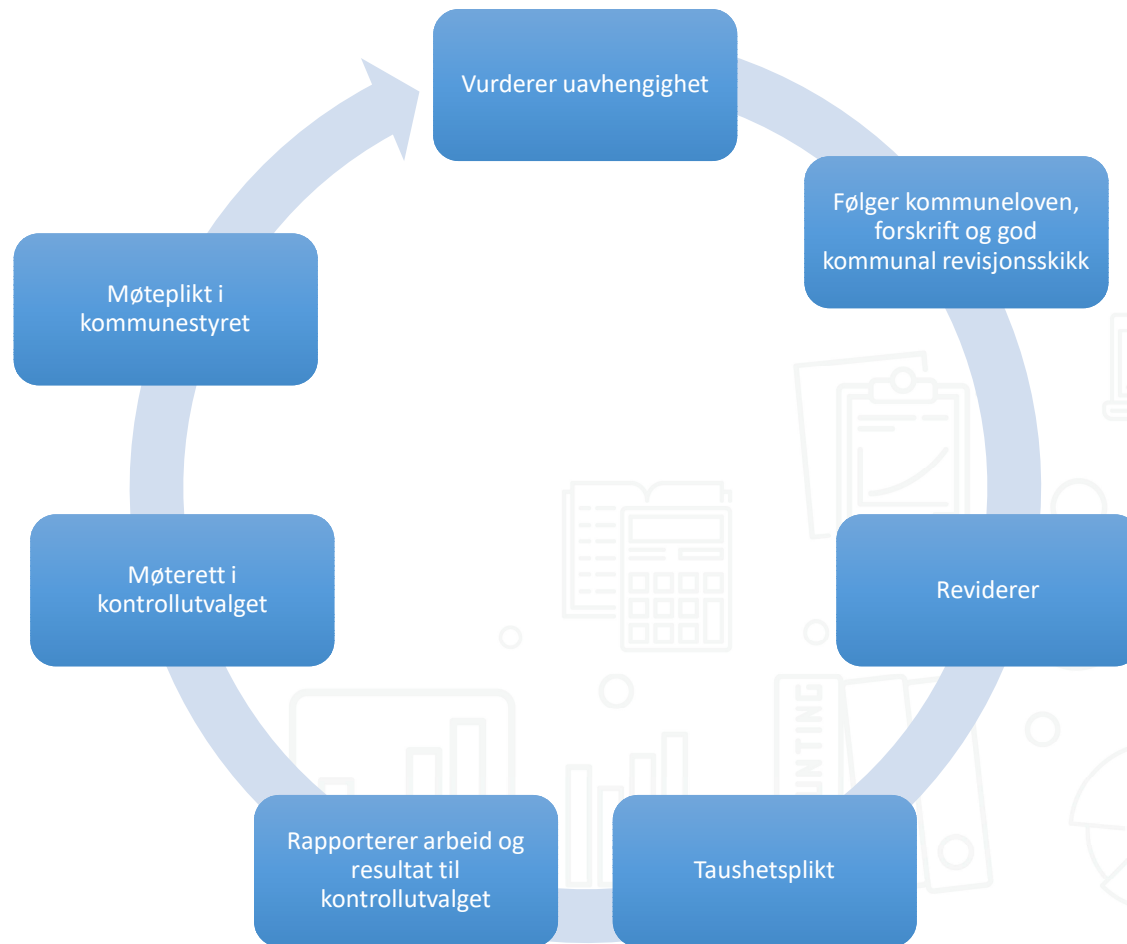 Vurderer uavhengighet
Følger kommuneloven,
forskrift og god
kommunal revisjonsskikk
Reviderer
Taushetsplikt
Rapporterer arbeid og
resultat til
kontrollutvalget
Møterett i
kontrollutvalget
Møteplikt i
kommunestyret
UNTING